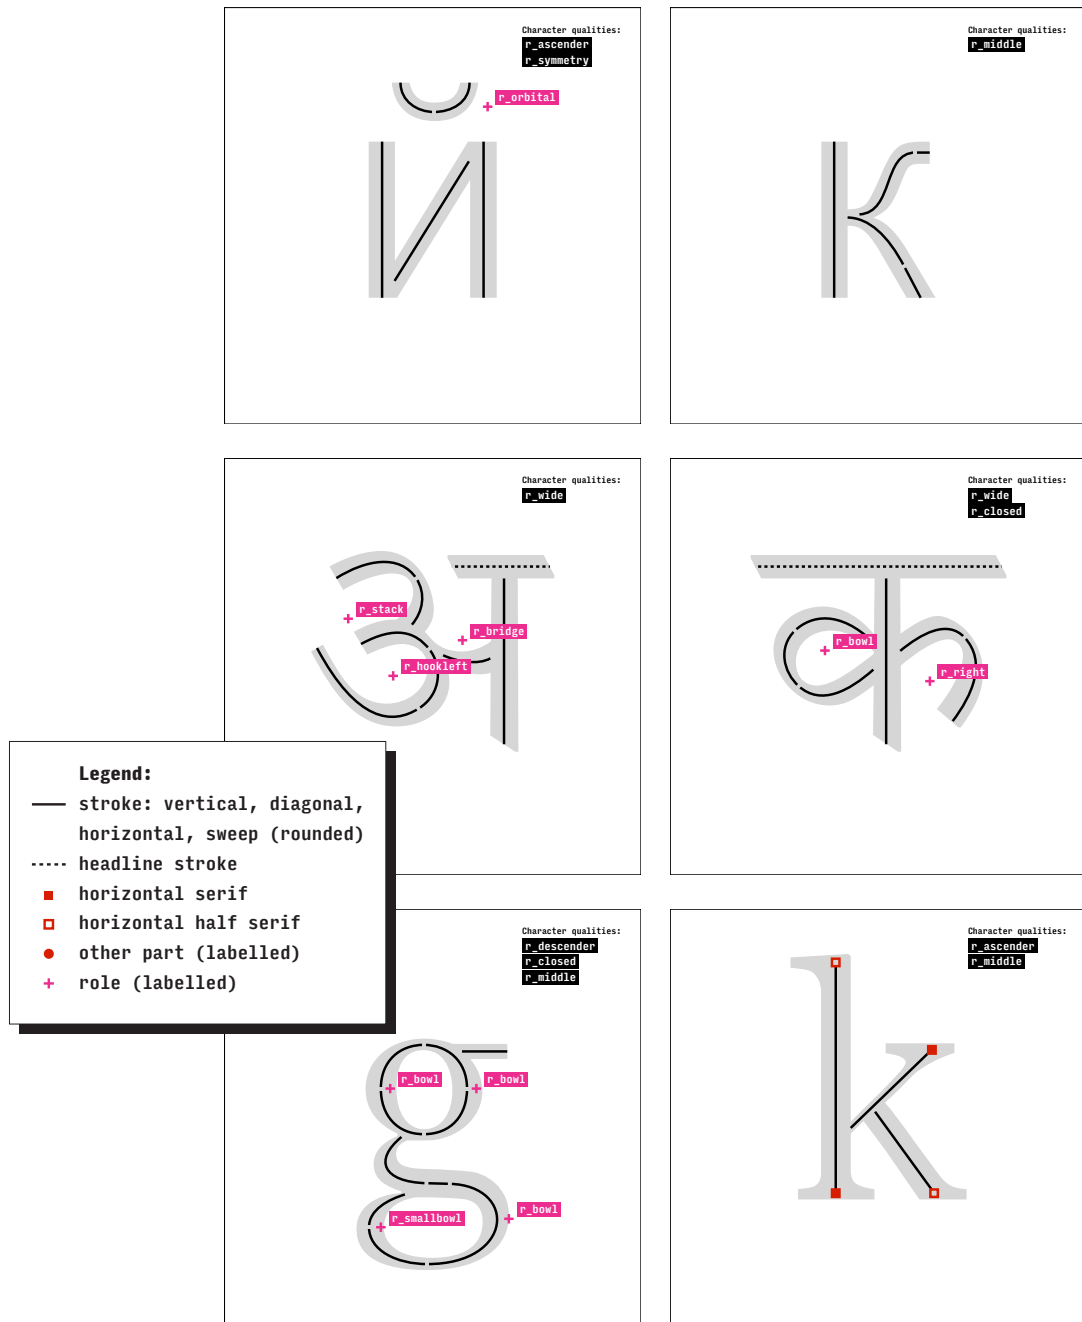 Character qualities:
r_ascender
r_symmetry
r_orbital
й
Character qualities:
r_middle
к
Character qualities:
r_wide
r_stack
r_bridge
r_hookleft
अ
Character qualities:
r_wide
r_closed
r_bowl
r_right
क
Legend:
stroke: vertical, diagonal,
horizontal, sweep (rounded)
headline stroke
horizontal serif
horizontal half serif
other part (labelled)
role (labelled)
Character qualities:
r_descender
r_closed
r_middle
r_bowl
r_bowl
r_smallbowl
r_bowl
g
Character qualities:
r_ascender
r_middle
k